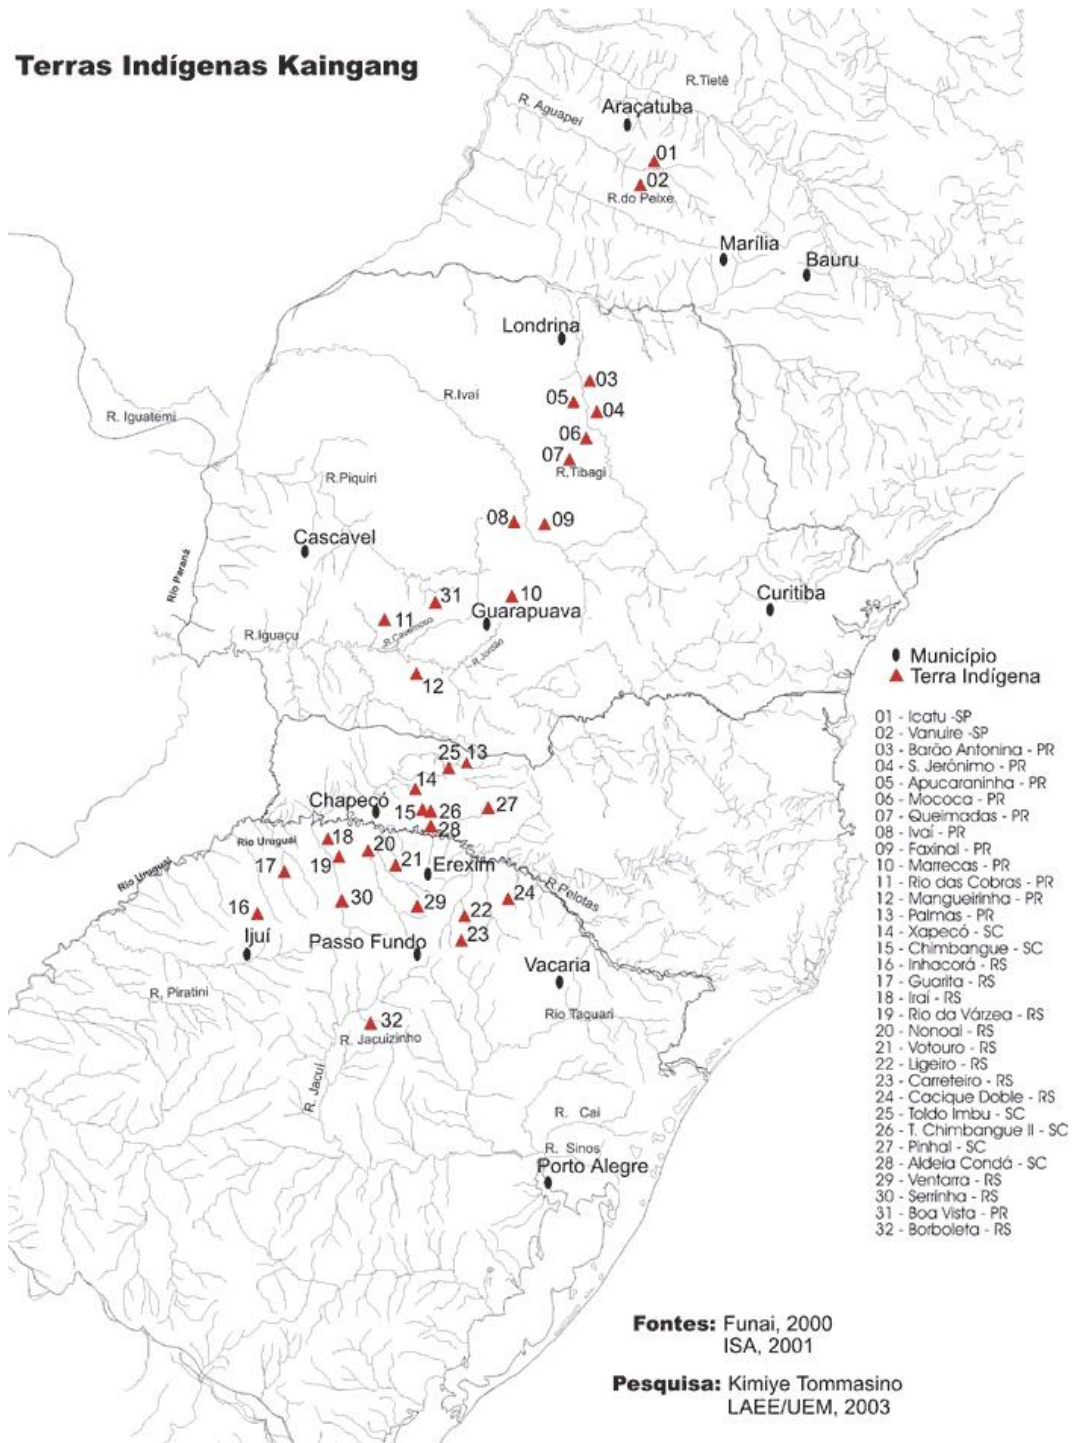 Terras Indígenas Kaingang
R.Tietê
R. Aguapeí
Araçatuba
01
02
R.do Peixe
Marília
Bauru
Londrina
03
05
04
R.Ivaí
R. Iguatemi
06
07
R.Tibagi
R.Piquiri
08
09
Cascavel
Rio Paraná
31
10
11
Guarapuava
Curitiba
R.Cavernoso
R.Iguaçu
R.Jordão
12
Município
Terra Indígena
25
13
14
Chapecó
15
26
27
28
Rio Uruguai
18
20
Rio Uruguai
17
19
21
Erexim
R.Pelotas
24
30
29
22
16
Ijuí
Passo Fundo
23
Vacaria
R, Piratini
Rio Taquari
32
R. Jacuizinho
R. Jacuí
R. Cai
R. Sinos
Porto Alegre
01 - Icatu -SP
02 - Vanuire -SP
03 - Barão Antonina - PR
04 - S. Jerônimo - PR
05 - Apucaraninha - PR
06 - Mococa - PR
07 - Queimadas - PR
08 - Ivaí - PR
09 - Faxinal - PR
10 - Marrecas - PR
11 - Rio das Cobras - PR
12 - Mangueirinha - PR
13 - Palmas - PR
14 - Xapecó - SC
15 - Chimbangue - SC
16 - Inhacorá - RS
17 - Guarita - RS
18 - Iraí - RS
19 - Rio da Várzea - RS
20 - Nonoai - RS
21 - Votouro - RS
22 - Ligeiro - RS
23 - Carreteiro - RS
24 - Cacique Doble - RS
25 - Toldo Imbu - SC
26 - T. Chimbangue II - SC
27 - Pinhal - SC
28 - Aldeia Condá - SC
29 - Ventarra - RS
30 - Serrinha - RS
31 - Boa Vista - PR
32 - Borboleta - RS
Fontes: Funai, 2000
ISA, 2001
Pesquisa: Kimiye Tommasino
LAEE/UEM, 2003